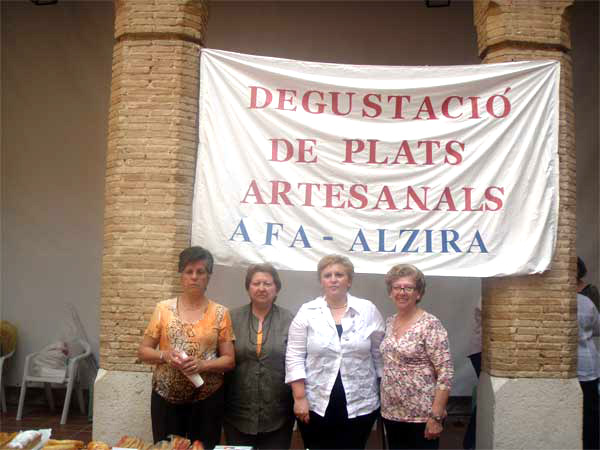 DEGUSTACIÓ
DE PLATS
ARTESANALS
AFA - ALZIRA